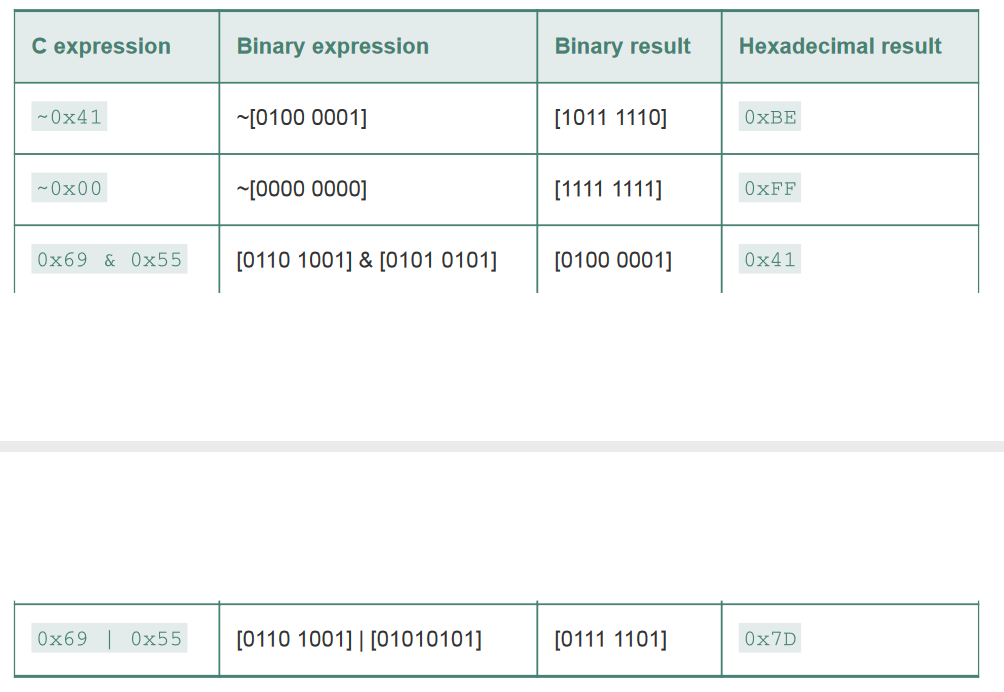 C expression Binary expression Binary result Hexadecimal result
~0x41 ~[0100 0001] [1011 1110] 0xBE
~0x00 ~[0000 0000] [1111 1111] 0xFF
0x69 & 0x55 [0110 1001] & [0101 0101] [0100 0001] 0x41
0x69 | 0x55 [0110 1001] | [01010101] [0111 1101] 0x7D